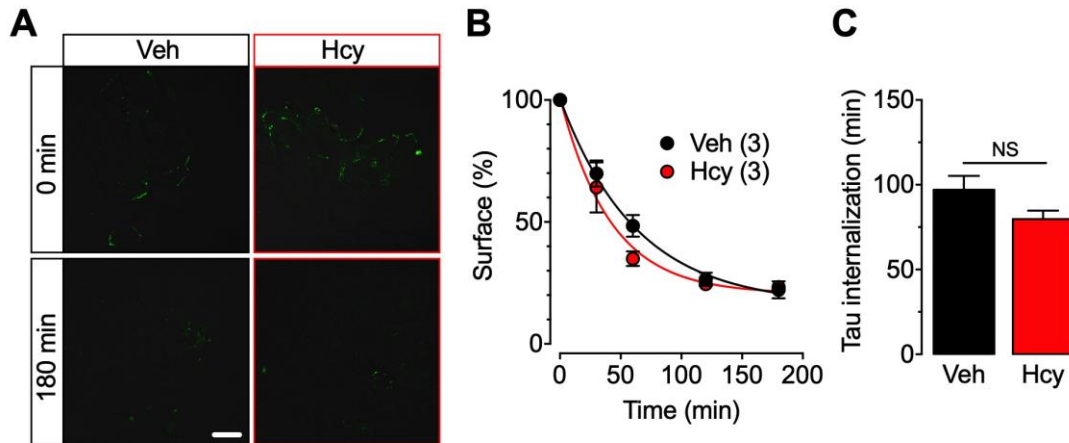 A
Veh
Hcy
0 min
180 min
B
100
50
0
Surface (%)
Veh (3)
Hcy (3)
0
50
100
150
200
Time (min)
C
150
100
50
0
Tau internalization (min)
NS
Veh
Hcy